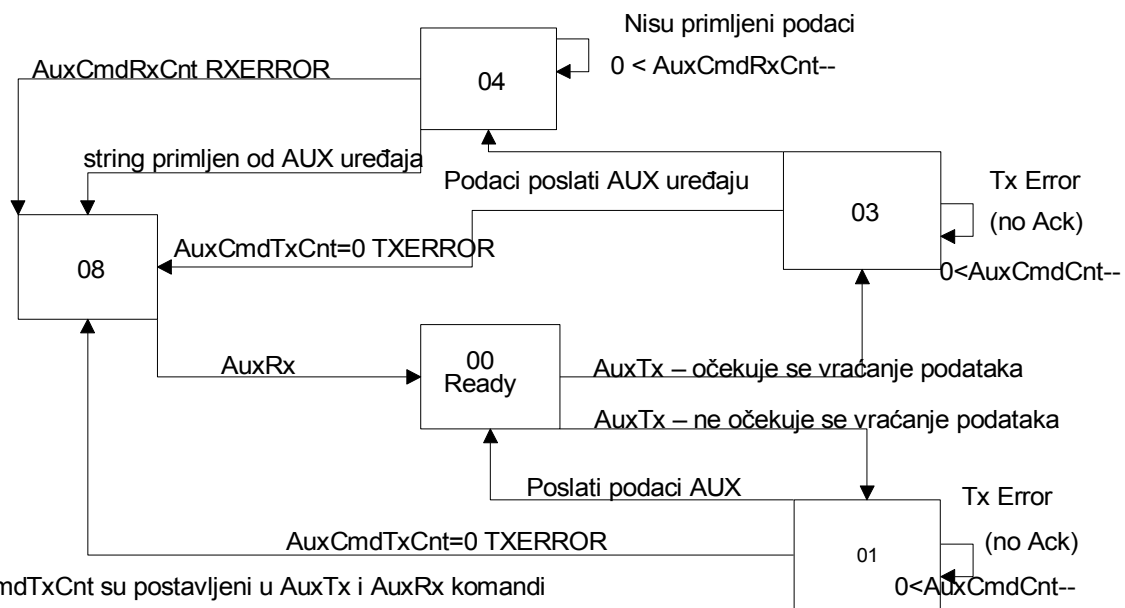 Nisu primljeni podaci
AuxCmdRxCnt RXERROR
0 < AuxCmdRxCnt--
04
string primljen od AUX uređaja
Podaci poslati AUX uređaju
Tx Error
03
(no Ack)
AuxCmdTxCnt=0 TXERROR
08
0<AuxCmdCnt--
00
Ready
AuxRx
AuxTx – očekuje se vraćanje podataka
AuxTx – ne očekuje se vraćanje podataka
Poslati podaci AUX
Tx Error
AuxCmdTxCnt=0 TXERROR
(no Ack)
01
mdTxCnt su postavljeni u AuxTx i AuxRx komandi
0<AuxCmdCnt--